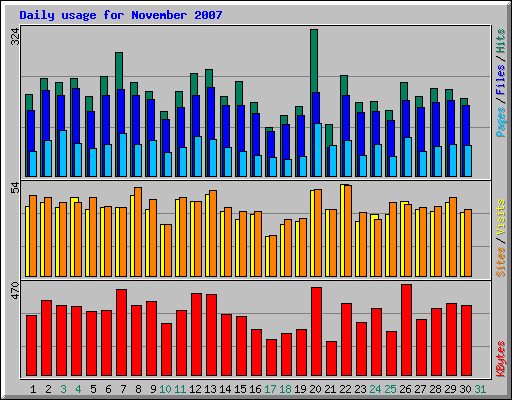 Daily usage for November 2007
324
Pages / Files / Hits
54
Sites / Visits
470
KBytes
1 2 3 4 5 6 7 8 9 10 11 12 13 14 15 16 17 18 19 20 21 22 23 24 25 26 27 28 29 30 31